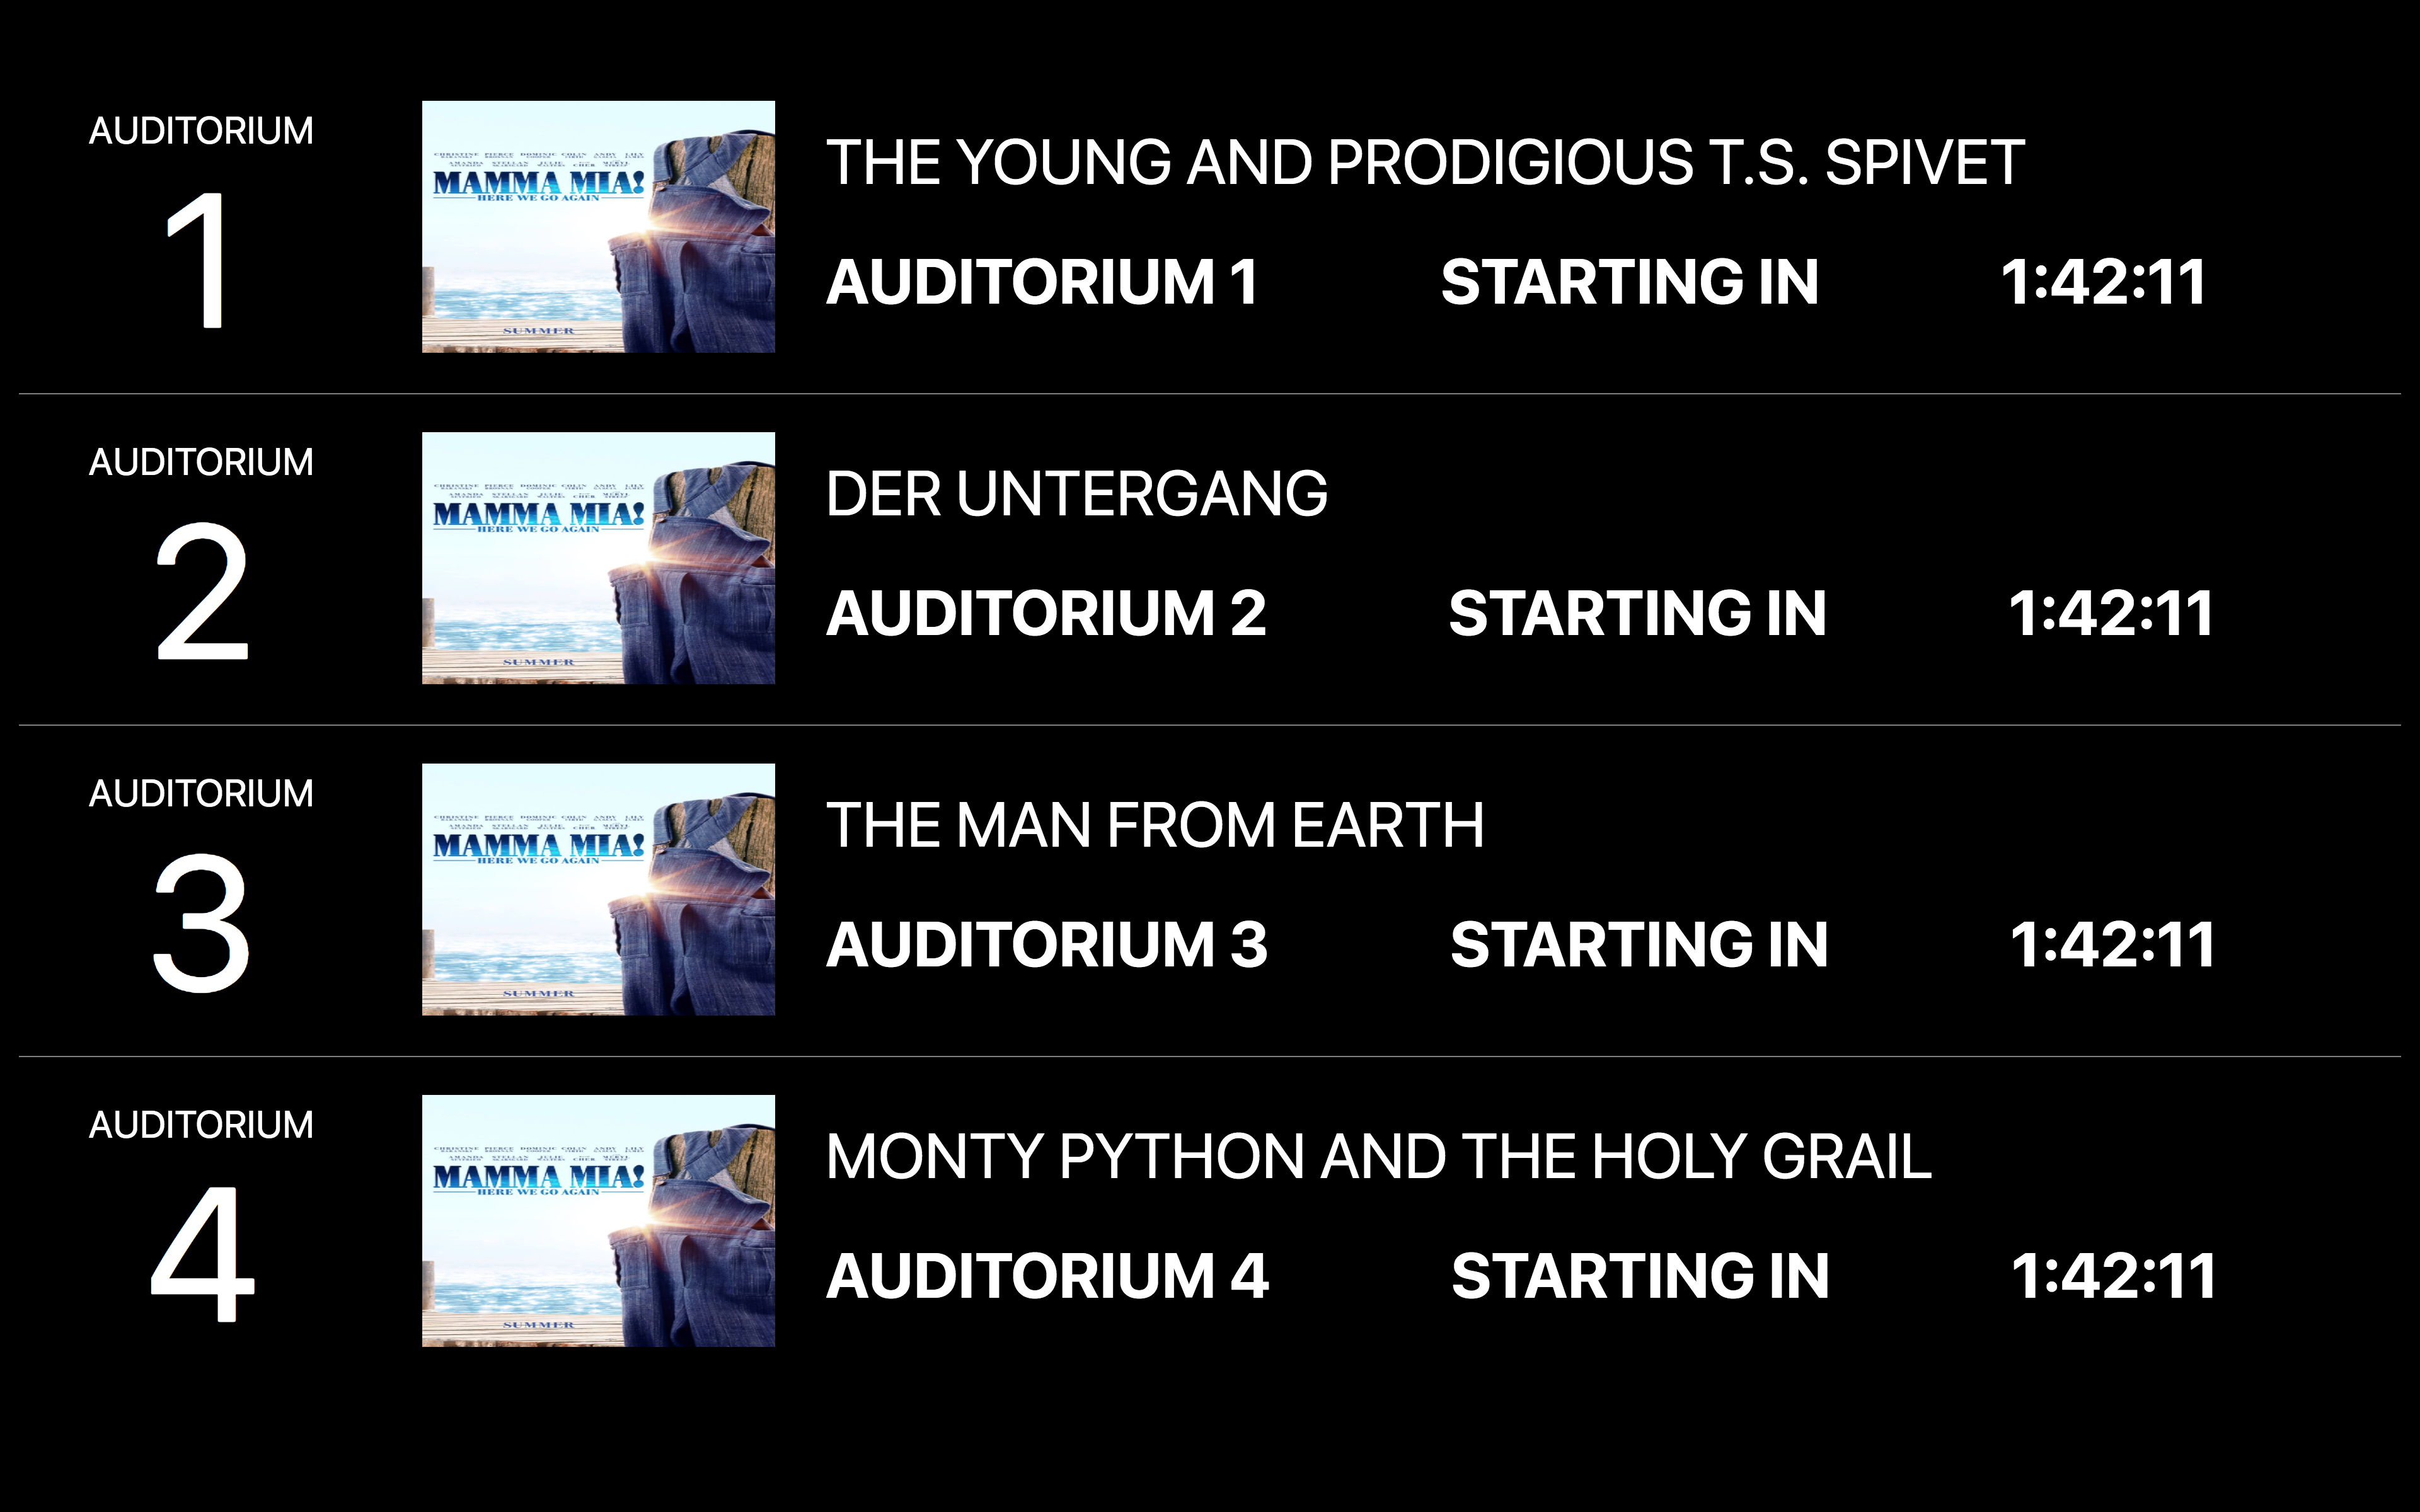 AUDITORIUM
1
MAMMA MIA!
HERE WE GO AGAIN
SUMMER
THE YOUNG AND PRODIGIOUS T.S. SPIVET
AUDITORIUM 1 STARTING IN 1:42:11
AUDITORIUM
2
MAMMA MIA!
HERE WE GO AGAIN
SUMMER
DER UNTERGANG
AUDITORIUM 2 STARTING IN 1:42:11
AUDITORIUM
3
MAMMA MIA!
HERE WE GO AGAIN
SUMMER
THE MAN FROM EARTH
AUDITORIUM 3 STARTING IN 1:42:11
AUDITORIUM
4
MAMMA MIA!
HERE WE GO AGAIN
SUMMER
MONTY PYTHON AND THE HOLY GRAIL
AUDITORIUM 4 STARTING IN 1:42:11